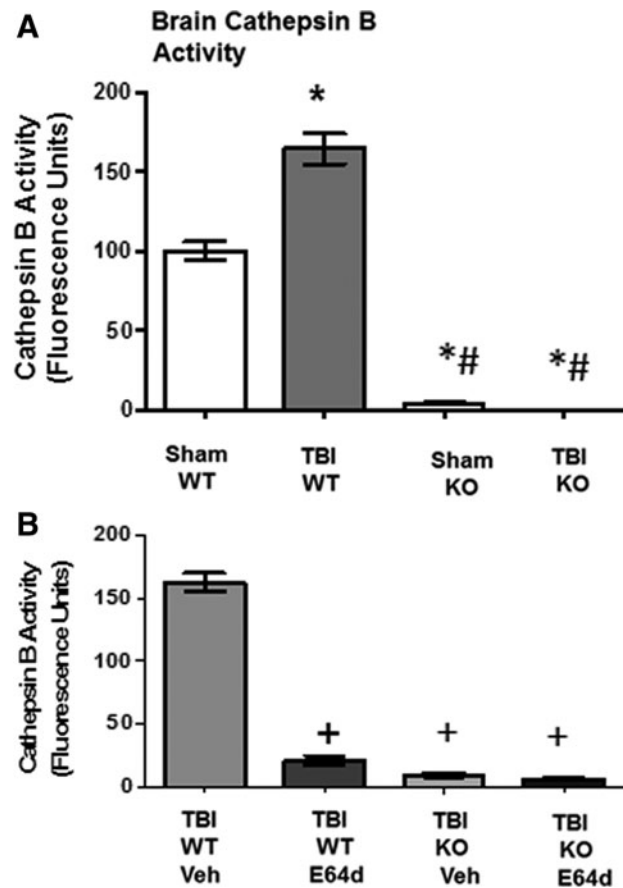 A
Brain Cathepsin B
Activity
Cathepsin B Activity
(Fluorescence Units)
200
150
100
50
0
*
*#
*#
Sham
WT
TBI
WT
Sham
KO
TBI
KO
B
Cathepsin B Activity
(Fluorescence Units)
200
150
100
50
0
+
+
+
TBI
WT
Veh
TBI
WT
E64d
TBI
KO
Veh
TBI
KO
E64d